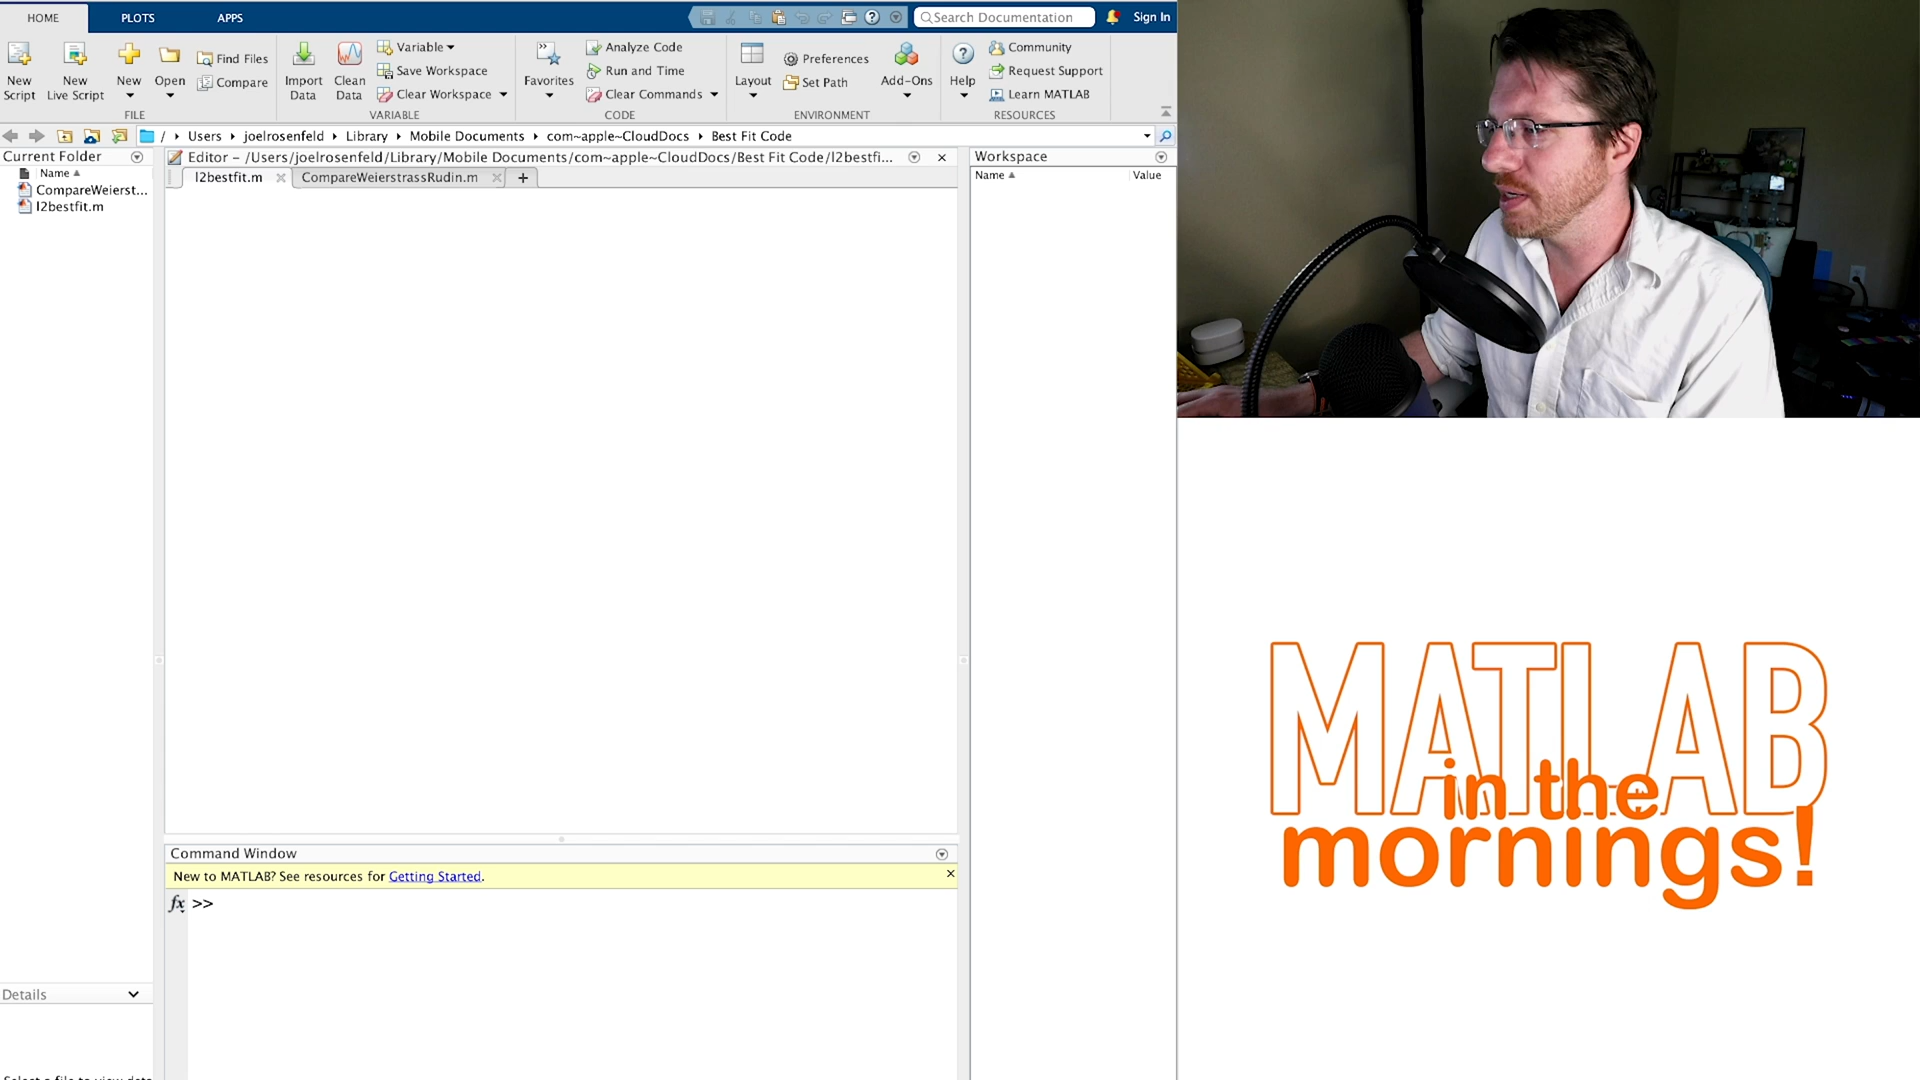 HOME PLOTS APPS Search Documentation Sign In
New Script
New Live Script
New
Open
Find Files
Compare
FILE
Import Data
Clean Data
Variable
Save Workspace
Clear Workspace
VARIABLE
Favorites
Analyze Code
Run and Time
Clear Commands
CODE
Layout
Preferences
Set Path
Add-Ons
ENVIRONMENT
Help
Community
Request Support
Learn MATLAB
RESOURCES
/ Users joelrosenfeld Library Mobile Documents com~apple~CloudDocs Best Fit Code
Current Folder
Name
CompareWeierst...
l2bestfit.m
Editor – /Users/joelrosenfeld/Library/Mobile Documents/com~apple~CloudDocs/Best Fit Code/l2bestfi...
l2bestfit.m CompareWeierstrassRudin.m +
Workspace
Name Value
Command Window
New to MATLAB? See resources for Getting Started.
fx >>
Details
MATLAB
in the
mornings!